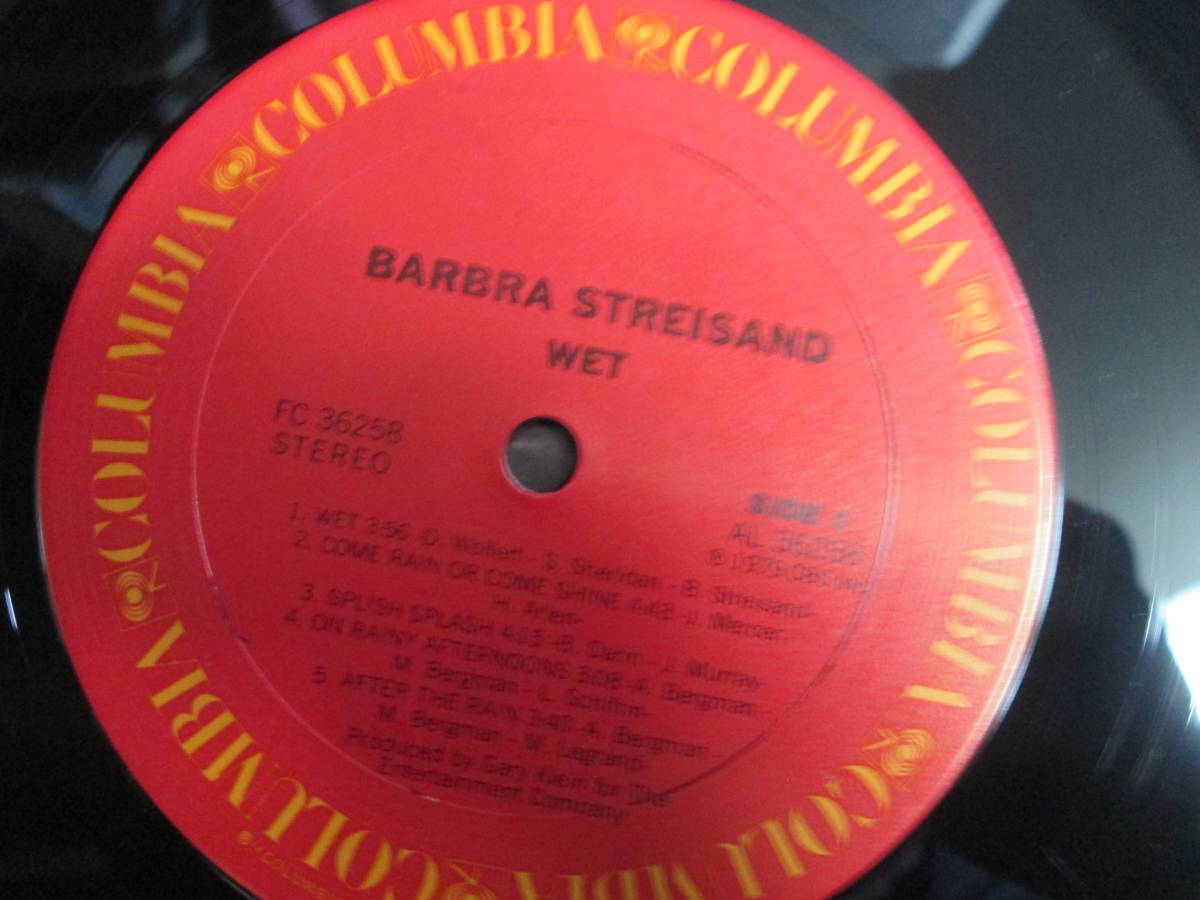 COLUMBIA COLUMBIA COLUMBIA COLUMBIA COLUMBIA COLUMBIA COLUMBIA
BARBRA STREISAND
WET
FC 36258
STEREO
SIDE 1
AL 36258
1. WET 3:56 -D. Wolfert - S. Sheridan - B. Streisand-
2. COME RAIN OR COME SHINE 4:43 -J. Mercer-
H. Arlen-
3. SPLISH SPLASH 4:05 -B. Darin - J. Murray-
4. ON RAINY AFTERNOONS 3:08 -A. Bergman-
M. Bergman - L. Schifrin-
5. AFTER THE RAIN -A. Bergman-
M. Bergman - M. Legrand-
Produced by Gary Klein for The
Entertainment Company